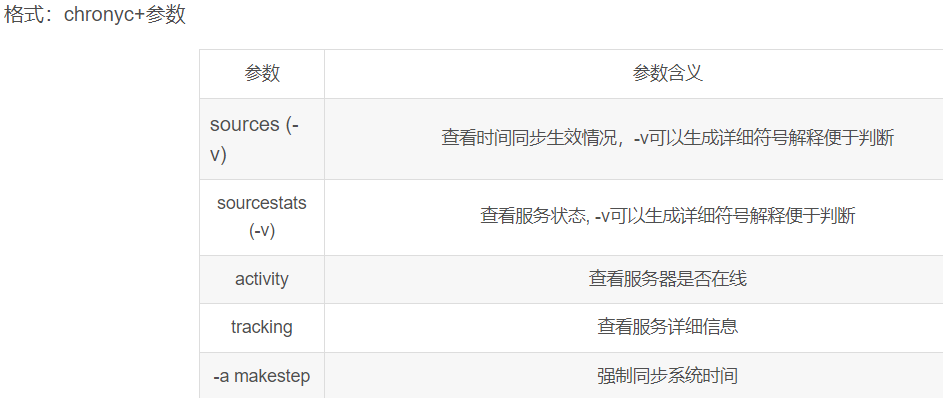 格式：chronyc+参数
参数 参数含义
sources (-
v) 查看时间同步生效情况，-v可以生成详细符号解释便于判断
sourcestats
(-v) 查看服务状态, -v可以生成详细符号解释便于判断
activity 查看服务器是否在线
tracking 查看服务详细信息
-a makestep 强制同步系统时间